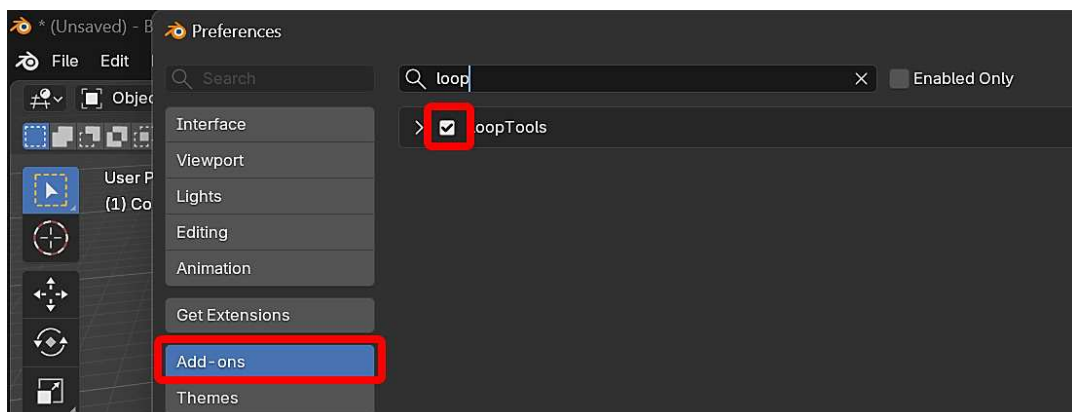 * (Unsaved) - B
Preferences
File Edit
Search
loop
Enabled Only
Objec
Interface
oopTools
Viewport
User P
Lights
(1) Co
Editing
Animation
Get Extensions
Add-ons
Themes